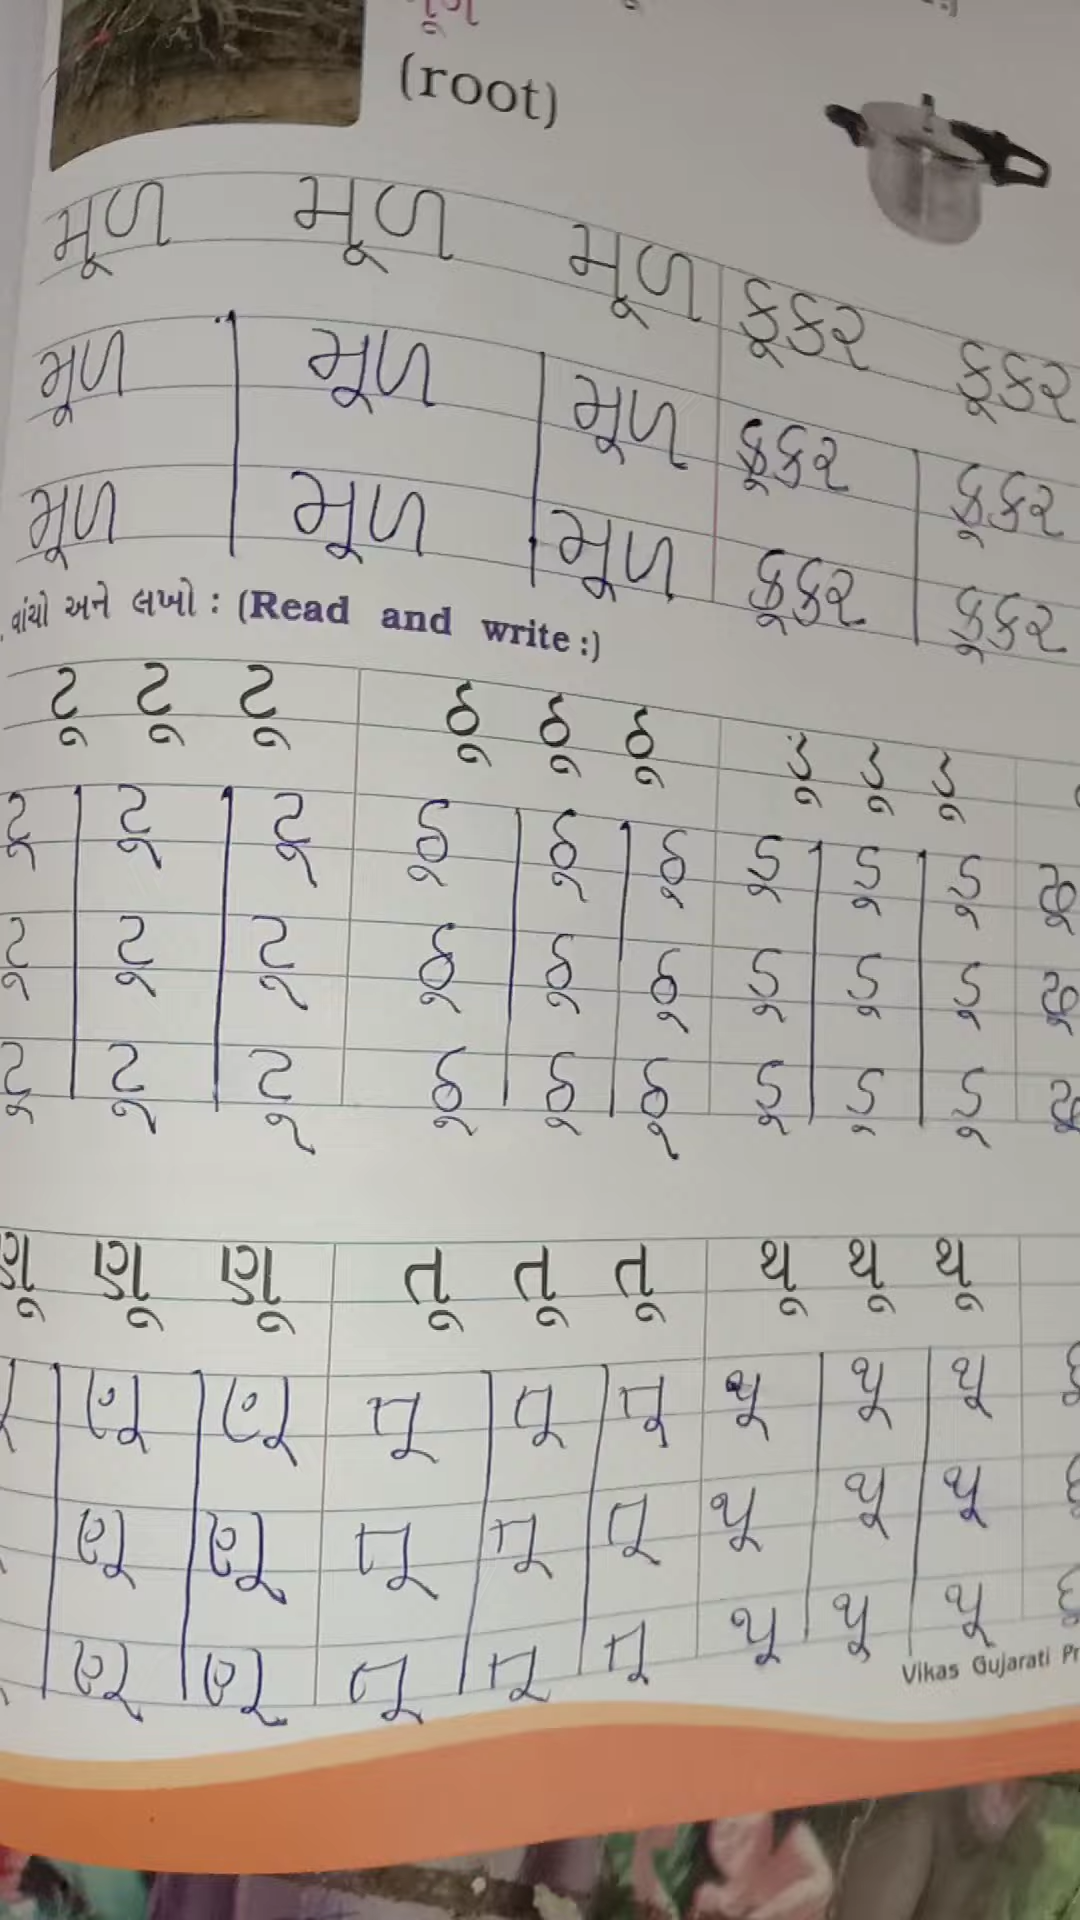 (root)
મૂળ મૂળ મૂળ કૂકર કૂકર
મૂળ મૂળ મૂળ કૂકર કૂકર
મૂળ મૂળ મૂળ કૂકર કૂકર
વાંચો અને લખો : (Read and write :)
ટૂ ટૂ ટૂ ઠૂ ઠૂ ઠૂ ડૂ ડૂ ડૂ
ટૂ ટૂ ટૂ ઠૂ ઠૂ ઠૂ ડૂ ડૂ ડૂ ઢૂ
ટૂ ટૂ ટૂ ઠૂ ઠૂ ઠૂ ડૂ ડૂ ડૂ ઢૂ
ટૂ ટૂ ટૂ ઠૂ ઠૂ ઠૂ ડૂ ડૂ ડૂ ઢૂ
ણૂ ણૂ ણૂ તૂ તૂ તૂ થૂ થૂ થૂ
ણૂ ણૂ તૂ તૂ તૂ થૂ થૂ થૂ
ણૂ ણૂ તૂ તૂ તૂ થૂ થૂ થૂ
ણૂ ણૂ તૂ તૂ તૂ થૂ થૂ થૂ
Vikas Gujarati